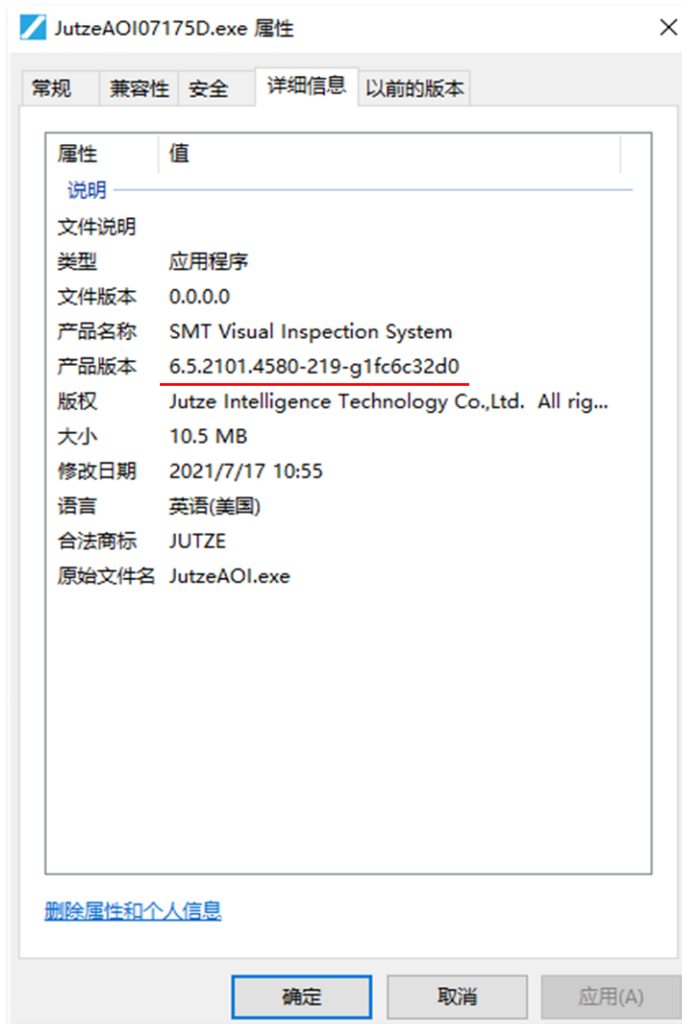 JutzeAOI07175D.exe 属性
常规 兼容性 安全 详细信息 以前的版本
属性 值
说明
文件说明
类型 应用程序
文件版本 0.0.0.0
产品名称 SMT Visual Inspection System
产品版本 6.5.2101.4580-219-g1fc6c32d0
版权 Jutze Intelligence Technology Co.,Ltd. All rig...
大小 10.5 MB
修改日期 2021/7/17 10:55
语言 英语(美国)
合法商标 JUTZE
原始文件名 JutzeAOI.exe
删除属性和个人信息
确定 取消 应用(A)